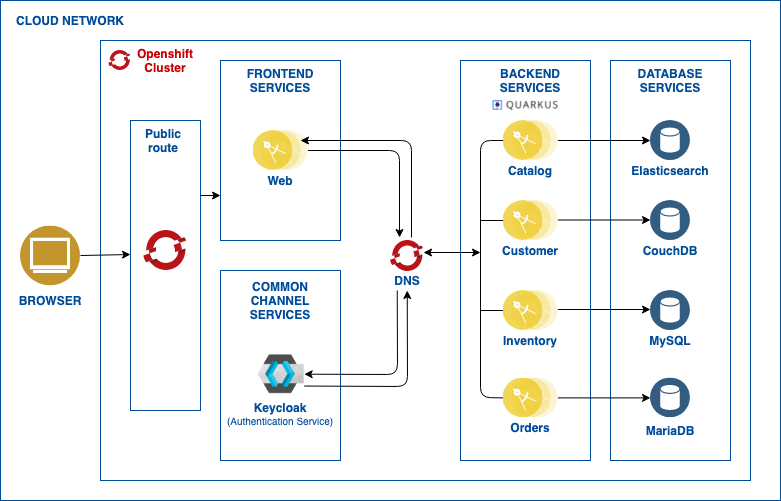 CLOUD NETWORK
Openshift
Cluster
Public
route
FRONTEND
SERVICES
Web
BACKEND
SERVICES
QUARKUS
DATABASE
SERVICES
Catalog
Elasticsearch
Customer
CouchDB
BROWSER
DNS
COMMON
CHANNEL
SERVICES
Inventory
MySQL
Keycloak
(Authentication Service)
Orders
MariaDB